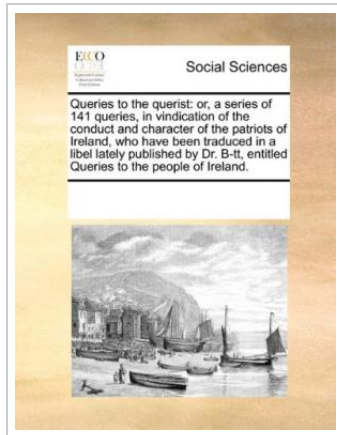 ECCO
Social Sciences
Queries to the querist: or, a series of
141 queries, in vindication of the
conduct and character of the patriots of
Ireland, who have been traduced in a
libel lately published by Dr. B-tt, entitled
Queries to the people of Ireland.